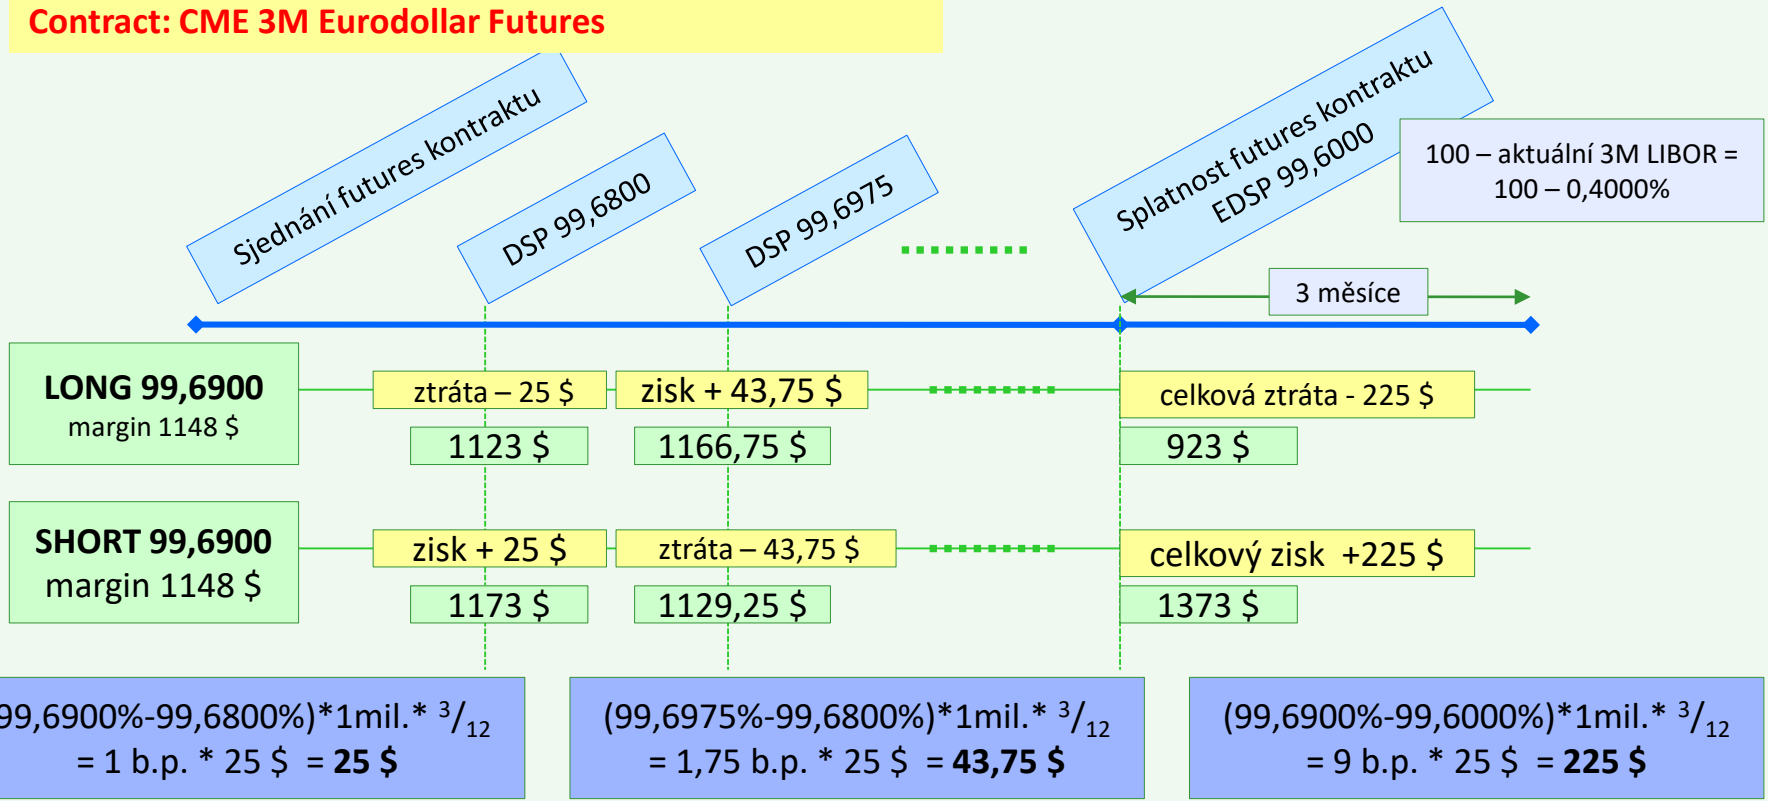 Contract: CME 3M Eurodollar Futures
Sjednání futures kontraktu
DSP 99,6800
DSP 99,6975
Splatnost futures kontraktu
EDSP 99,6000
100 – aktuální 3M LIBOR =
100 – 0,4000%
3 měsíce
LONG 99,6900
margin 1148 $
ztráta – 25 $
zisk + 43,75 $
celková ztráta - 225 $
1123 $
1166,75 $
923 $
SHORT 99,6900
margin 1148 $
zisk + 25 $
ztráta – 43,75 $
celkový zisk +225 $
1173 $
1129,25 $
1373 $
99,6900%-99,6800%)*1mil.* 3/12
= 1 b.p. * 25 $ = 25 $
(99,6975%-99,6800%)*1mil.* 3/12
= 1,75 b.p. * 25 $ = 43,75 $
(99,6900%-99,6000%)*1mil.* 3/12
= 9 b.p. * 25 $ = 225 $